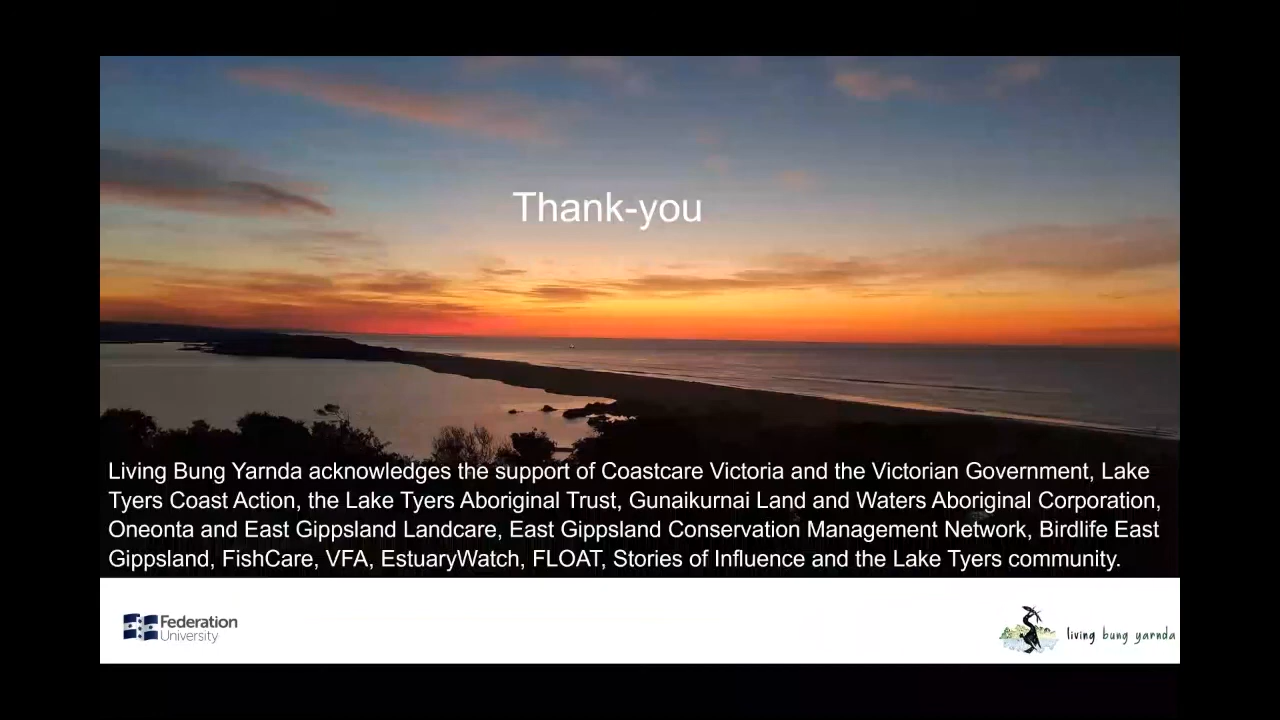 Thank-you
Living Bung Yarnda acknowledges the support of Coastcare Victoria and the Victorian Government, Lake
Tyers Coast Action, the Lake Tyers Aboriginal Trust, Gunaikurnai Land and Waters Aboriginal Corporation,
Oneonta and East Gippsland Landcare, East Gippsland Conservation Management Network, Birdlife East
Gippsland, FishCare, VFA, EstuaryWatch, FLOAT, Stories of Influence and the Lake Tyers community.
Federation
University
living bung yarnda